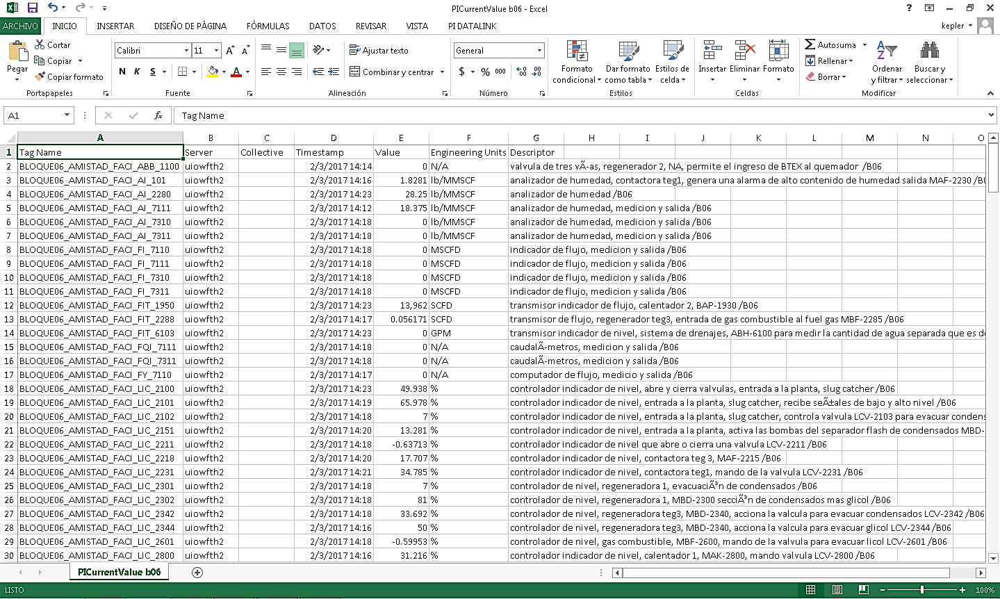 PICurrentValue b06 - Excel
ARCHIVO INICIO INSERTAR DISEÑO DE PÁGINA FÓRMULAS DATOS REVISAR VISTA PI DATALINK kepler
Pegar
Cortar
Copiar
Copiar formato
Portapapeles
Calibri 11
N K S
Fuente
Ajustar texto
Combinar y centrar
Alineación
General
$ % 000
Número
Formato condicional
Dar formato como tabla
Estilos de celda
Estilos
Insertar Eliminar Formato
Celdas
Autosuma
Rellenar
Borrar
Ordenar y filtrar
Buscar y seleccionar
Modificar
A1 fx Tag Name
A B C D E F G H I J K L M N O
1 Tag Name Server Collective Timestamp Value Engineering Units Descriptor
2 BLOQUE06_AMISTAD_FACI_ABB_1100 uiowfth2 2/3/2017 14:14 0 N/A valvula de tres vÃ-as, regenerador 2, NA, permite el ingreso de BTEX al quemador /B06
3 BLOQUE06_AMISTAD_FACI_AI_101 uiowfth2 2/3/2017 14:16 1.8281 lb/MMSCF analizador de humedad, contactora teg1, genera una alarma de alto contenido de humedad salida MAF-2230 /B0
4 BLOQUE06_AMISTAD_FACI_AI_2280 uiowfth2 2/3/2017 14:23 28.25 lb/MMSCF analizador de humedad /B06
5 BLOQUE06_AMISTAD_FACI_AI_7111 uiowfth2 2/3/2017 14:12 18.375 lb/MMSCF analizador de humedad, medicion y salida /B06
6 BLOQUE06_AMISTAD_FACI_AI_7310 uiowfth2 2/3/2017 14:18 0 lb/MMSCF analizador de humedad, medicion y salida /B06
7 BLOQUE06_AMISTAD_FACI_AI_7311 uiowfth2 2/3/2017 14:18 0 lb/MMSCF analizador de humedad, medicion y salida /B06
8 BLOQUE06_AMISTAD_FACI_FI_7110 uiowfth2 2/3/2017 14:18 0 MSCFD indicador de flujo, medicion y salida /B06
9 BLOQUE06_AMISTAD_FACI_FI_7111 uiowfth2 2/3/2017 14:18 0 MSCFD indicador de flujo, medicion y salida /B06
10 BLOQUE06_AMISTAD_FACI_FI_7310 uiowfth2 2/3/2017 14:18 0 MSCFD indicador de flujo, medicion y salida /B06
11 BLOQUE06_AMISTAD_FACI_FI_7311 uiowfth2 2/3/2017 14:18 0 MSCFD indicador de flujo, medicion y salida /B06
12 BLOQUE06_AMISTAD_FACI_FIT_1950 uiowfth2 2/3/2017 14:23 13,962 SCFD transmisor indicador de flujo, calentador 2, BAP-1930 /B06
13 BLOQUE06_AMISTAD_FACI_FIT_2288 uiowfth2 2/3/2017 14:17 0.056171 SCFD transmisor de flujo, regenerador teg3, entrada de gas combustible al fuel gas MBF-2285 /B06
14 BLOQUE06_AMISTAD_FACI_FIT_6103 uiowfth2 2/3/2017 14:23 0 GPM transmisor indicador de nivel, sistema de drenajes, ABH-6100 para medir la cantidad de agua separada que es de
15 BLOQUE06_AMISTAD_FACI_FQI_7111 uiowfth2 2/3/2017 14:18 0 N/A caudalÃ-metros, medicion y salida /B06
16 BLOQUE06_AMISTAD_FACI_FQI_7311 uiowfth2 2/3/2017 14:18 0 N/A caudalÃ-metros, medicion y salida /B06
17 BLOQUE06_AMISTAD_FACI_FY_7110 uiowfth2 2/3/2017 14:17 0 N/A computador de flujo, medicio y salida /B06
18 BLOQUE06_AMISTAD_FACI_LIC_2100 uiowfth2 2/3/2017 14:23 49.938 % controlador indicador de nivel, abre y cierra valvulas, entrada a la planta, slug catcher /B06
19 BLOQUE06_AMISTAD_FACI_LIC_2101 uiowfth2 2/3/2017 14:19 65.978 % controlador indicador de nivel, entrada a la planta, slug catcher, recibe seÃ±ales de bajo y alto nivel /B06
20 BLOQUE06_AMISTAD_FACI_LIC_2102 uiowfth2 2/3/2017 14:18 7 % controlador indicador de nivel, entrada a la planta, slug catcher, controla valvula LCV-2103 para evacuar condens
21 BLOQUE06_AMISTAD_FACI_LIC_2151 uiowfth2 2/3/2017 14:20 13.281 % controlador indicador de nivel, entrada a la planta, activa las bombas del separador flash de condensados MBD-
22 BLOQUE06_AMISTAD_FACI_LIC_2211 uiowfth2 2/3/2017 14:18 -0.63713 % controlador indicador de nivel que abre o cierra una valvula LCV-2211 /B06
23 BLOQUE06_AMISTAD_FACI_LIC_2218 uiowfth2 2/3/2017 14:20 17.707 % controlador indicador de nivel, contactora teg 3, MAF-2215 /B06
24 BLOQUE06_AMISTAD_FACI_LIC_2231 uiowfth2 2/3/2017 14:21 34.785 % controlador indicador de nivel, contactora teg1, mando de la valvula LCV-2231 /B06
25 BLOQUE06_AMISTAD_FACI_LIC_2301 uiowfth2 2/3/2017 14:18 7 % controlador de nivel, regeneradora 1, evacuaciÃ³n de condensados /B06
26 BLOQUE06_AMISTAD_FACI_LIC_2302 uiowfth2 2/3/2017 14:18 81 % controlador de nivel, regeneradora 1, MBD-2300 secciÃ³n de condensados mas glicol /B06
27 BLOQUE06_AMISTAD_FACI_LIC_2342 uiowfth2 2/3/2017 14:18 33.692 % controlador de nivel, regeneradora teg3, MBD-2340, acciona la valcula para evacuar condensados LCV-2342 /B06
28 BLOQUE06_AMISTAD_FACI_LIC_2344 uiowfth2 2/3/2017 14:16 50 % controlador de nivel, regeneradora teg3, MBD-2340, acciona la valcula para evacuar glicol LCV-2344 /B06
29 BLOQUE06_AMISTAD_FACI_LIC_2601 uiowfth2 2/3/2017 14:18 -0.59953 % controlador de nivel, gas combustible, MBF-2600, mando de la valvula para evacuar licol LCV-2601 /B06
30 BLOQUE06_AMISTAD_FACI_LIC_2800 uiowfth2 2/3/2017 14:16 31.216 % controlador indicador de nivel, calentador 1, MAK-2800, mando valvula LCV-2800 /B06
PICurrentValue b06
LISTO 100%